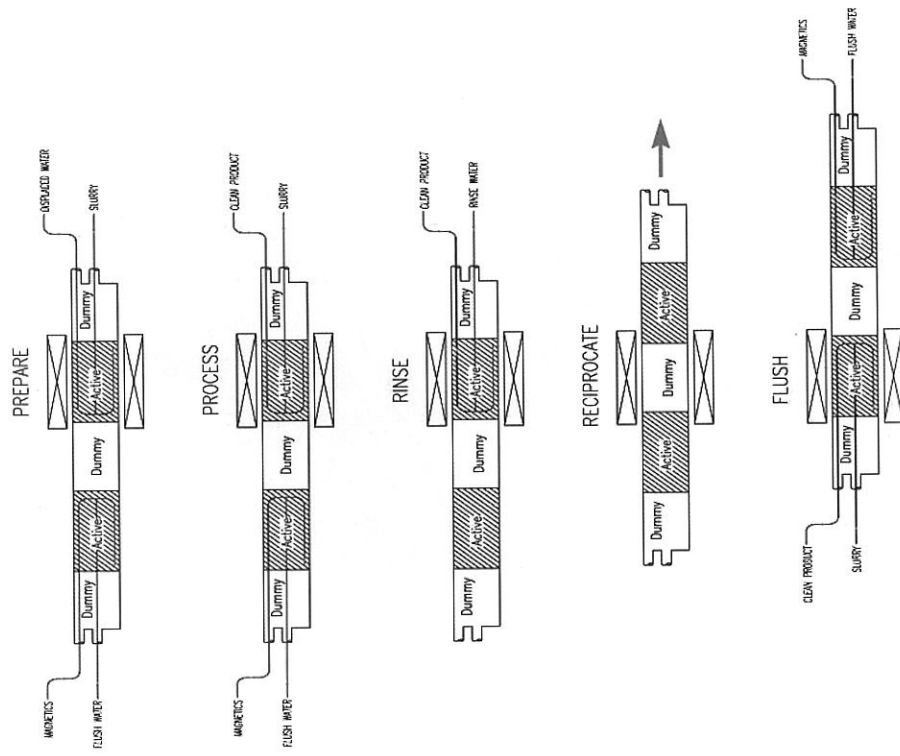 PREPARE
DISPLACED WATER
SLURRY
Dummy
Active
Dummy
Active
Dummy
MAGNETICS
FLUSH WATER
PROCESS
CLEAN PRODUCT
SLURRY
Dummy
Active
Dummy
Active
Dummy
MAGNETICS
FLUSH WATER
RINSE
CLEAN PRODUCT
RINSE WATER
Dummy
Active
Dummy
Active
Dummy
RECIPROCATE
Dummy
Active
Dummy
Active
Dummy
FLUSH
MAGNETICS
FLUSH WATER
Dummy
Active
Dummy
Active
Dummy
CLEAN PRODUCT
SLURRY